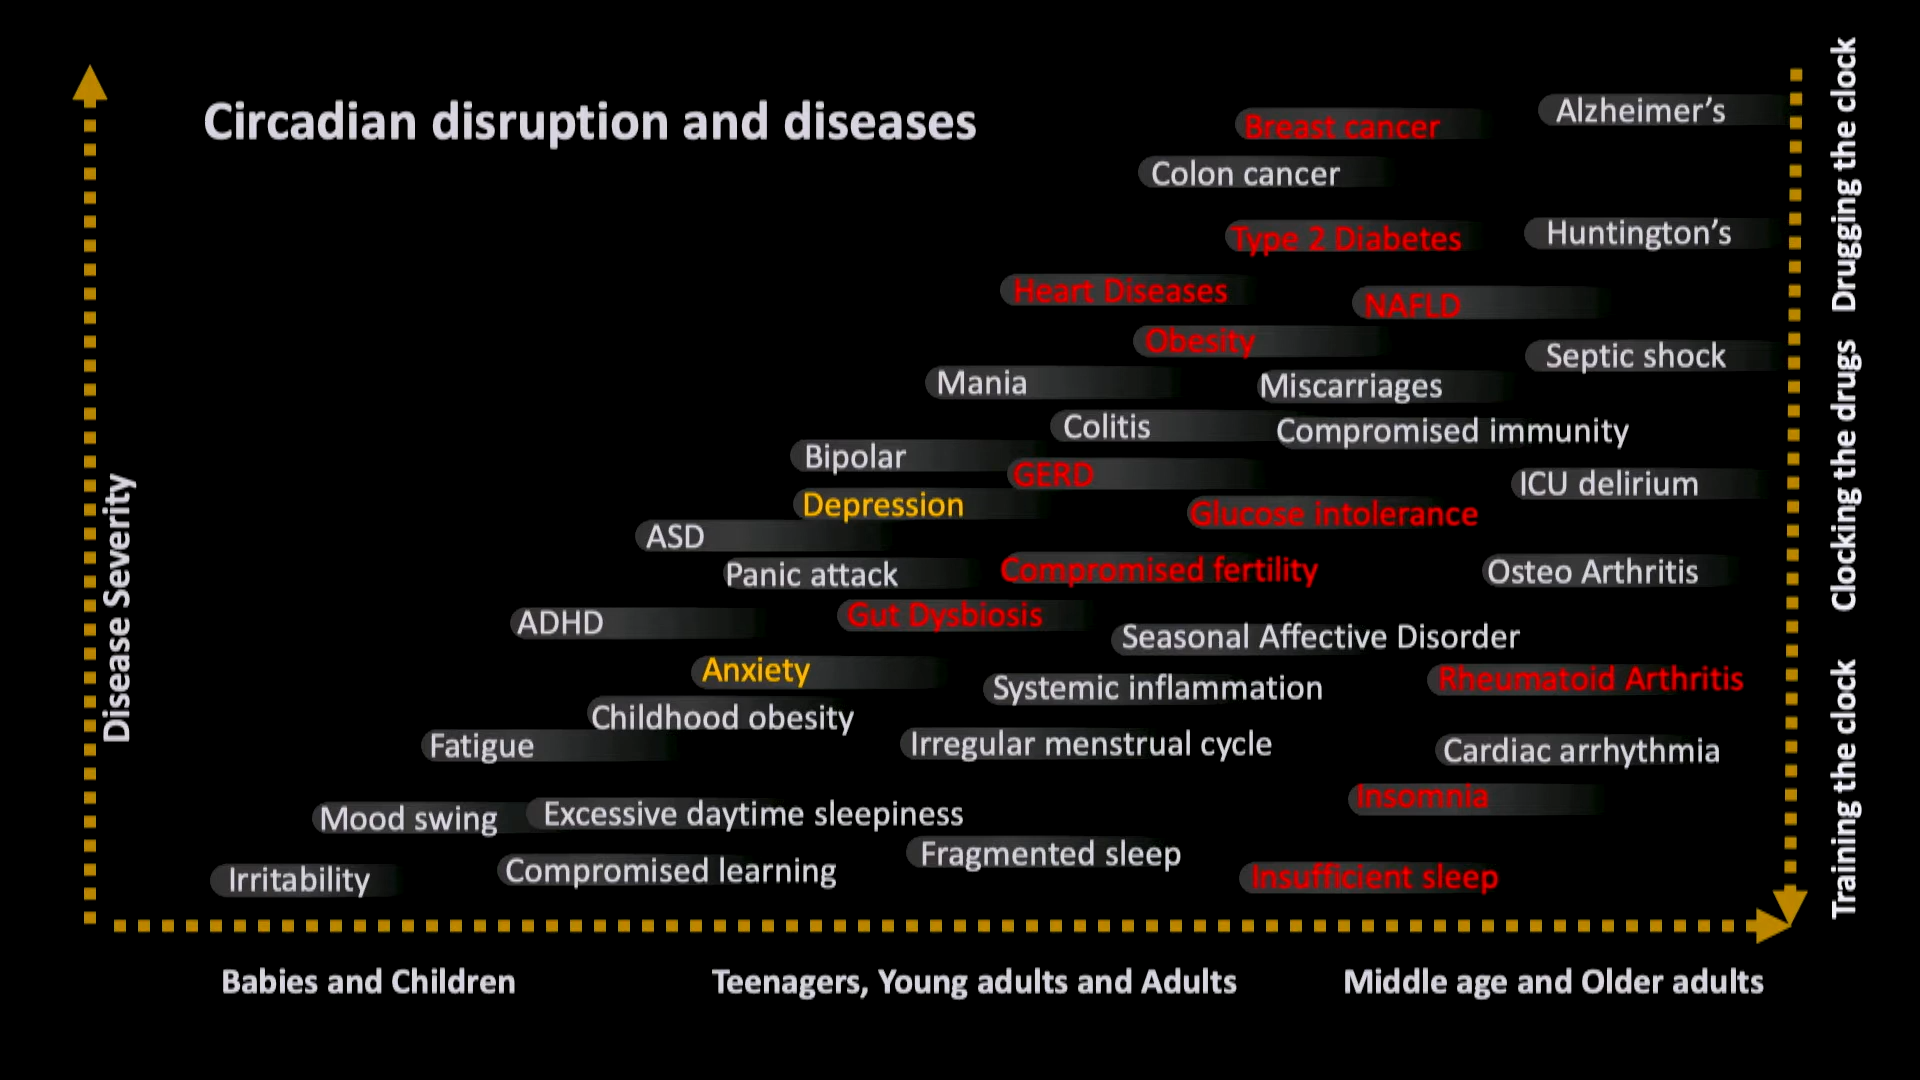 Circadian disruption and diseases
Alzheimer’s
Breast cancer
Colon cancer
Huntington’s
Type 2 Diabetes
Heart Diseases
NAFLD
Obesity
Septic shock
Mania
Miscarriages
Colitis
Compromised immunity
Bipolar
GERD
ICU delirium
Depression
Glucose intolerance
ASD
Panic attack
Compromised fertility
Osteo Arthritis
ADHD
Gut Dysbiosis
Seasonal Affective Disorder
Anxiety
Systemic inflammation
Rheumatoid Arthritis
Childhood obesity
Fatigue
Irregular menstrual cycle
Cardiac arrhythmia
Insomnia
Mood swing
Excessive daytime sleepiness
Fragmented sleep
Irritability
Compromised learning
Insufficient sleep
Disease Severity
Drugging the clock
Clocking the drugs
Training the clock
Babies and Children
Teenagers, Young adults and Adults
Middle age and Older adults